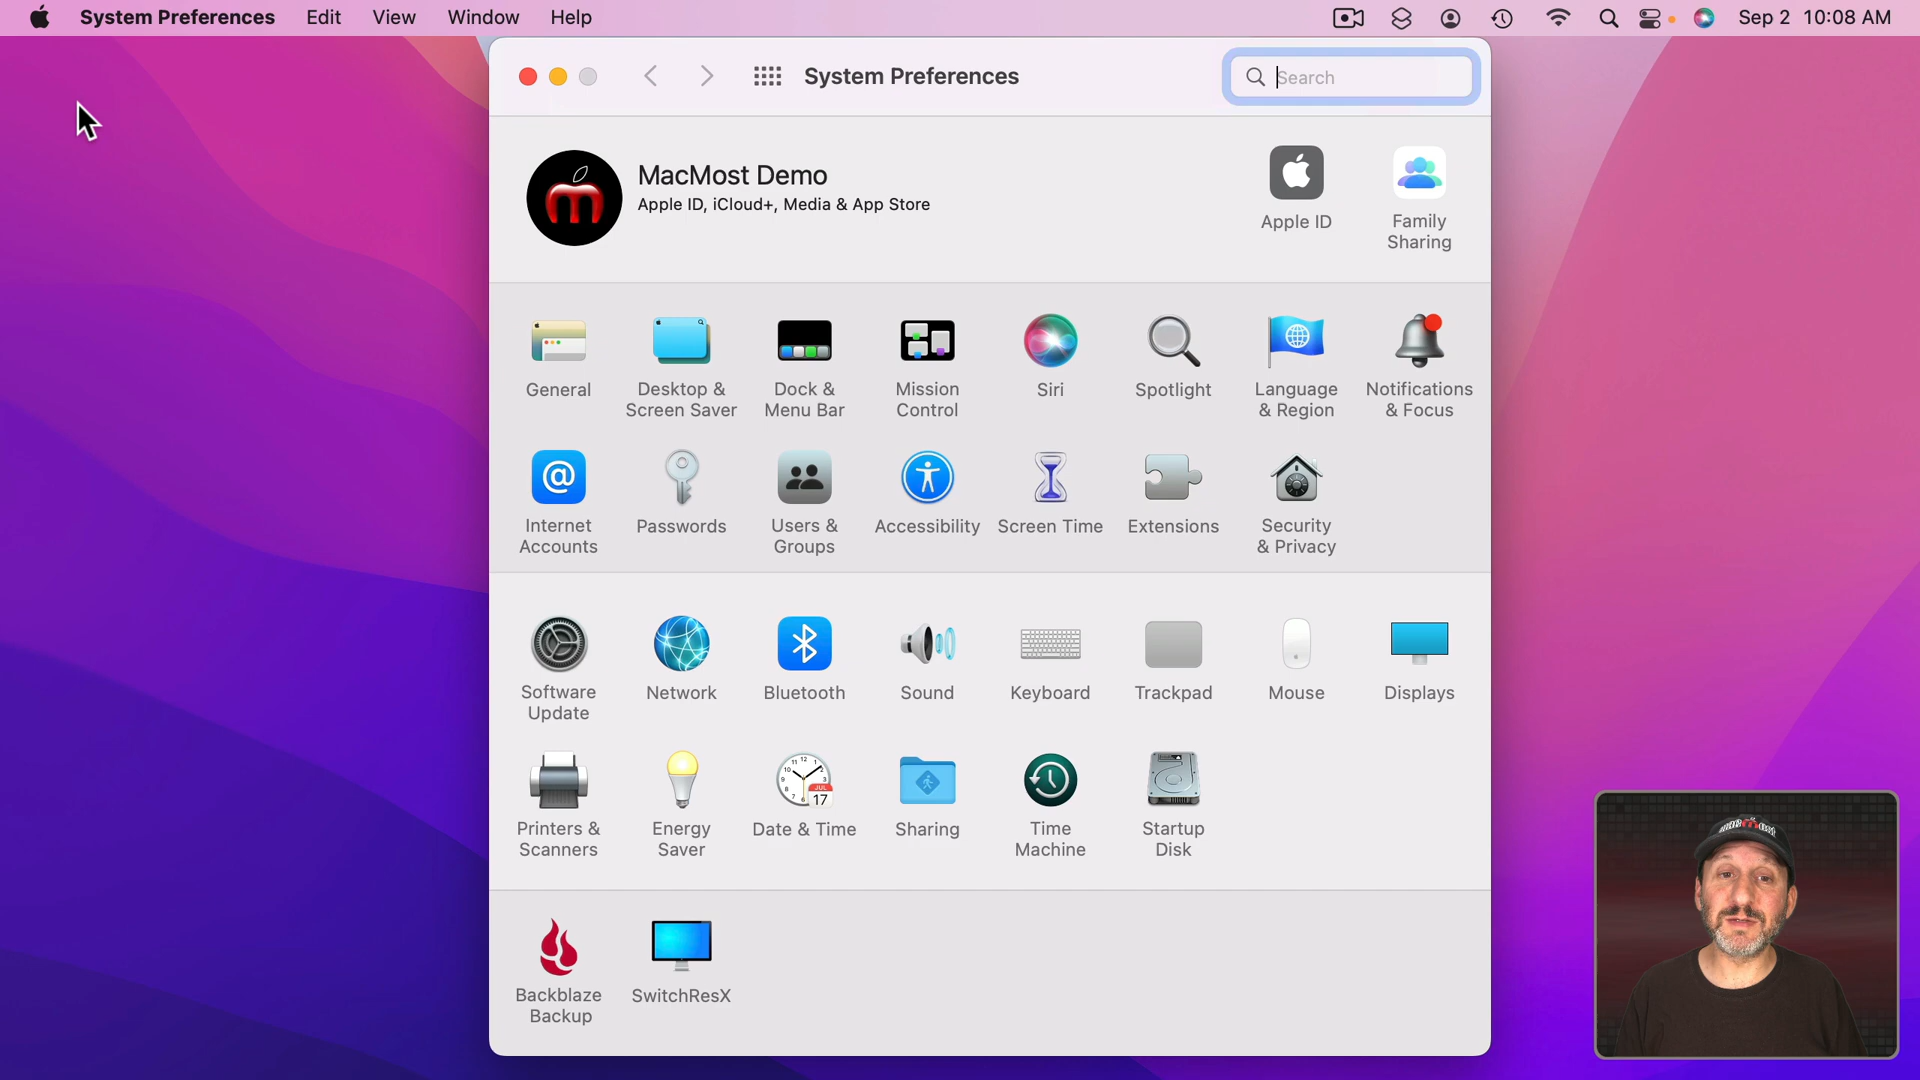 System Preferences Edit View Window Help Sep 2 10:08 AM
System Preferences
Search
MacMost Demo
Apple ID, iCloud+, Media & App Store
Apple ID
Family
Sharing
General
Desktop &
Screen Saver
Dock &
Menu Bar
Mission
Control
Siri
Spotlight
Language
& Region
Notifications
& Focus
Internet
Accounts
Passwords
Users &
Groups
Accessibility
Screen Time
Extensions
Security
& Privacy
Software
Update
Network
Bluetooth
Sound
Keyboard
Trackpad
Mouse
Displays
Printers &
Scanners
Energy
Saver
JUL
17
Date & Time
Sharing
Time
Machine
Startup
Disk
Backblaze
Backup
SwitchResX